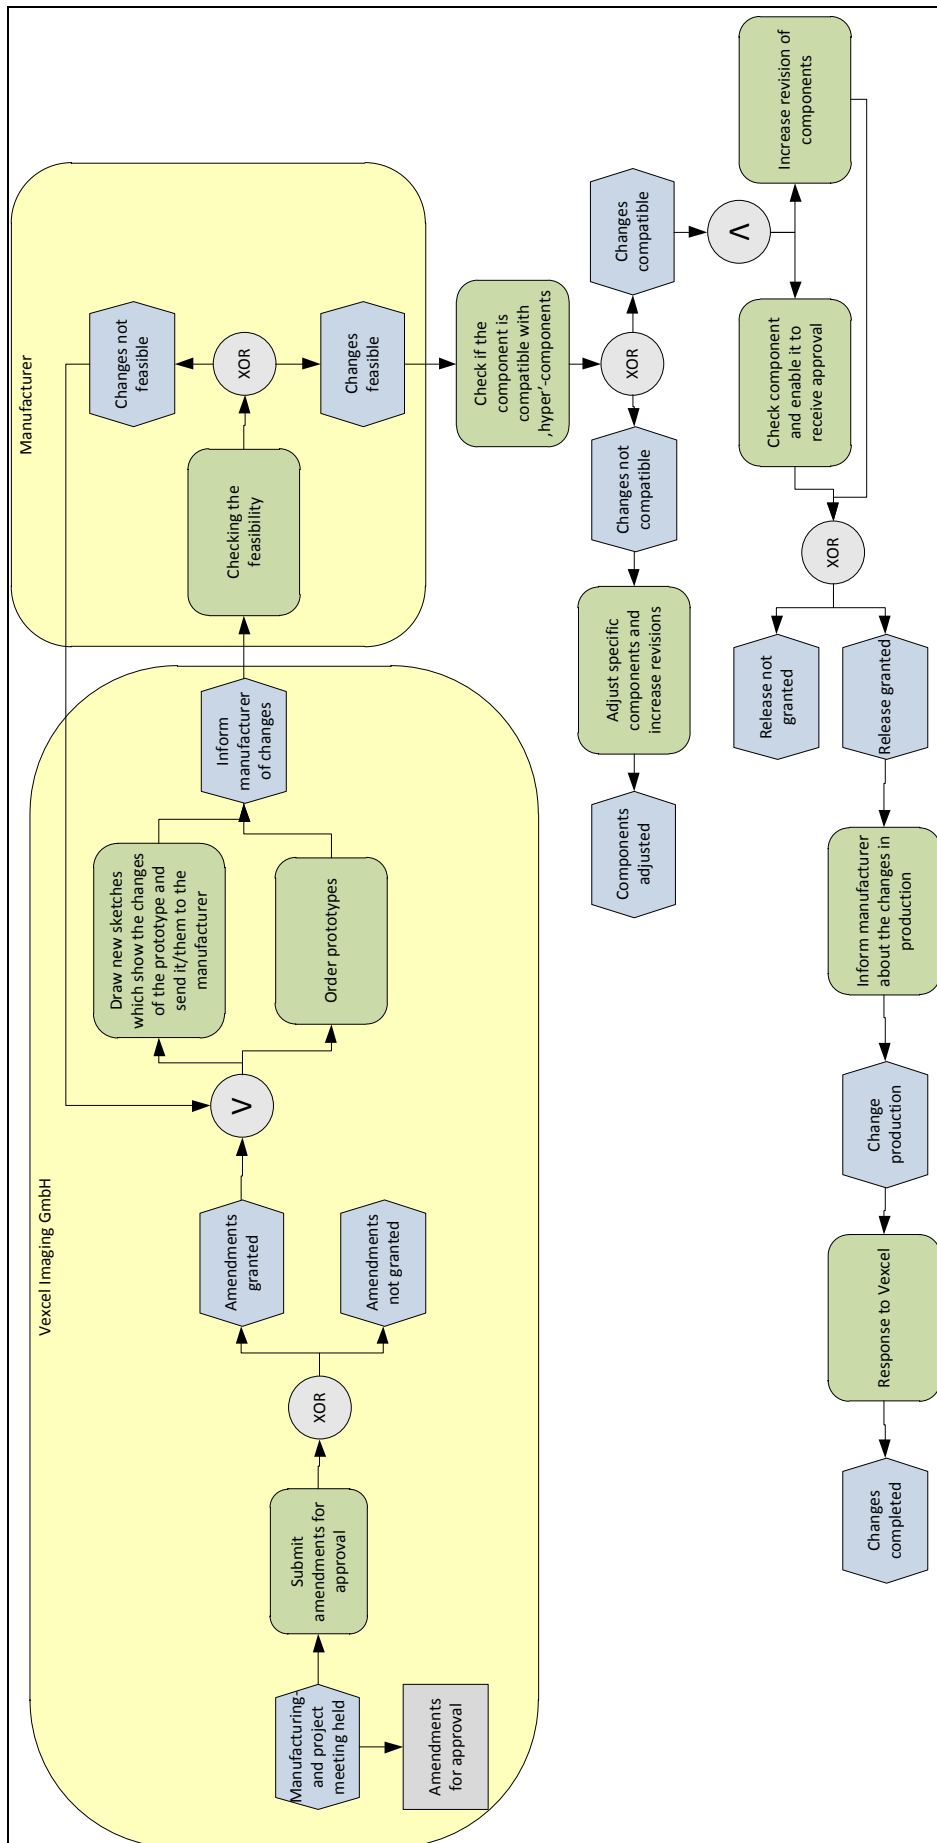 Vexcel Imaging GmbH
Manufacturing-
and project
meeting held
Amendments
for approval
Submit
amendments for
approval
XOR
Amendments
granted
Amendments
not granted
V
Draw new sketches
which show the changes
of the prototype and
send it/them to the
manufacturer
Order prototypes
Inform
manufacturer
of changes
Manufacturer
Checking the
feasibility
XOR
Changes not
feasible
Changes
feasible
Check if the
component is
compatible with
‚hyper'-components
XOR
Changes
compatible
Changes not
compatible
Adjust specific
components and
increase revisions
Components
adjusted
V
Increase revision of
components
Check component
and enable it to
receive approval
XOR
Release not
granted
Release granted
Inform manufacturer
about the changes in
production
Change
production
Response to Vexcel
Changes
completed